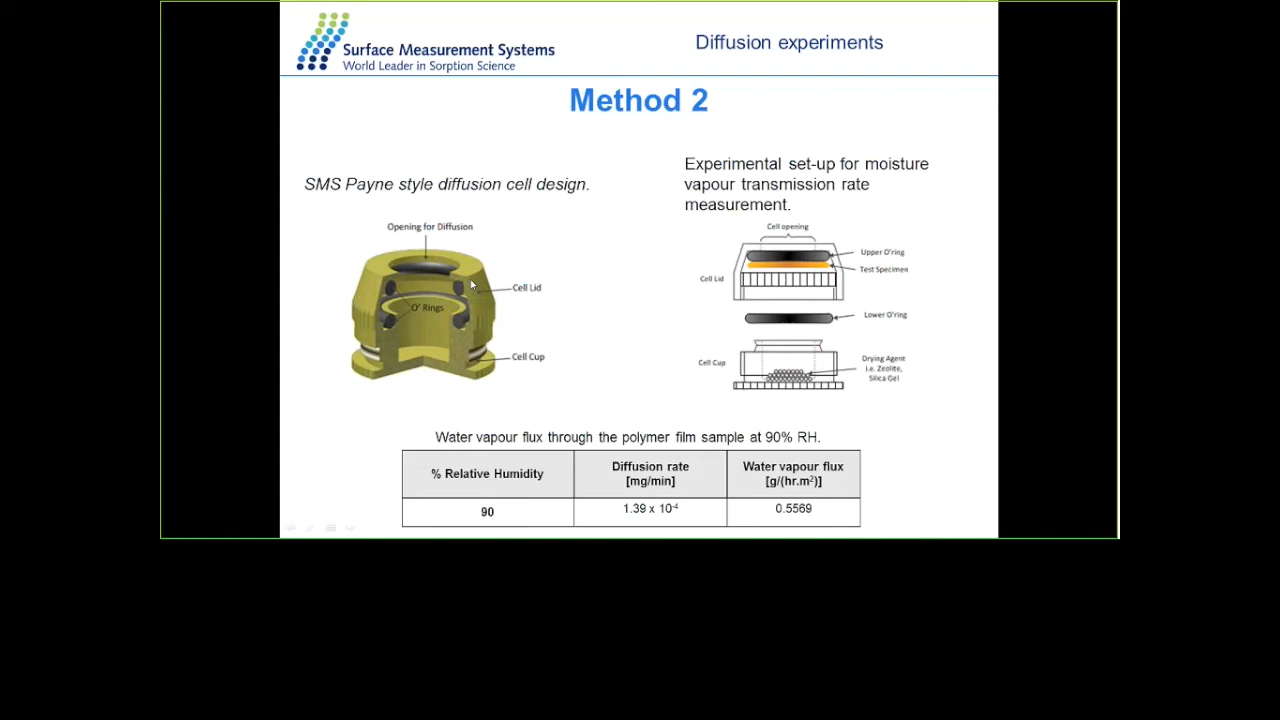 Surface Measurement Systems
World Leader in Sorption Science
Diffusion experiments
Method 2
SMS Payne style diffusion cell design.
Experimental set-up for moisture
vapour transmission rate
measurement.
Opening for Diffusion
Cell Lid
O' Rings
Cell Cup
Cell opening
Upper O'ring
Test Specimen
Cell Lid
Lower O'ring
Cell Cup
Drying Agent
i.e. Zeolite,
Silica Gel
Water vapour flux through the polymer film sample at 90% RH.
% Relative Humidity
Diffusion rate
[mg/min]
Water vapour flux
[g/(hr.m²)]
90
1.39 x 10⁻⁴
0.5569